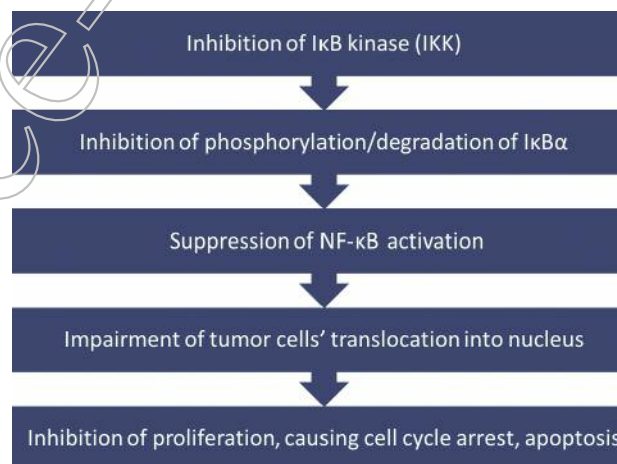 Inhibition of IκB kinase (IKK)
Inhibition of phosphorylation/degradation of IκBα
Suppression of NF-κB activation
Impairment of tumor cells' translocation into nucleus
Inhibition of proliferation, causing cell cycle arrest, apoptosis